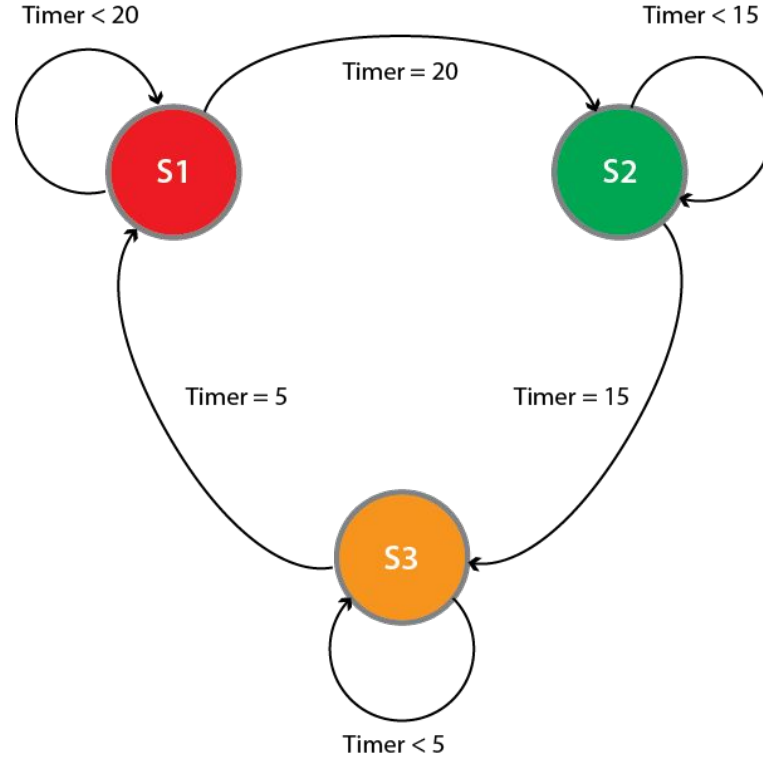 Timer < 20
Timer < 15
Timer = 20
S1
S2
Timer = 5
Timer = 15
S3
Timer < 5